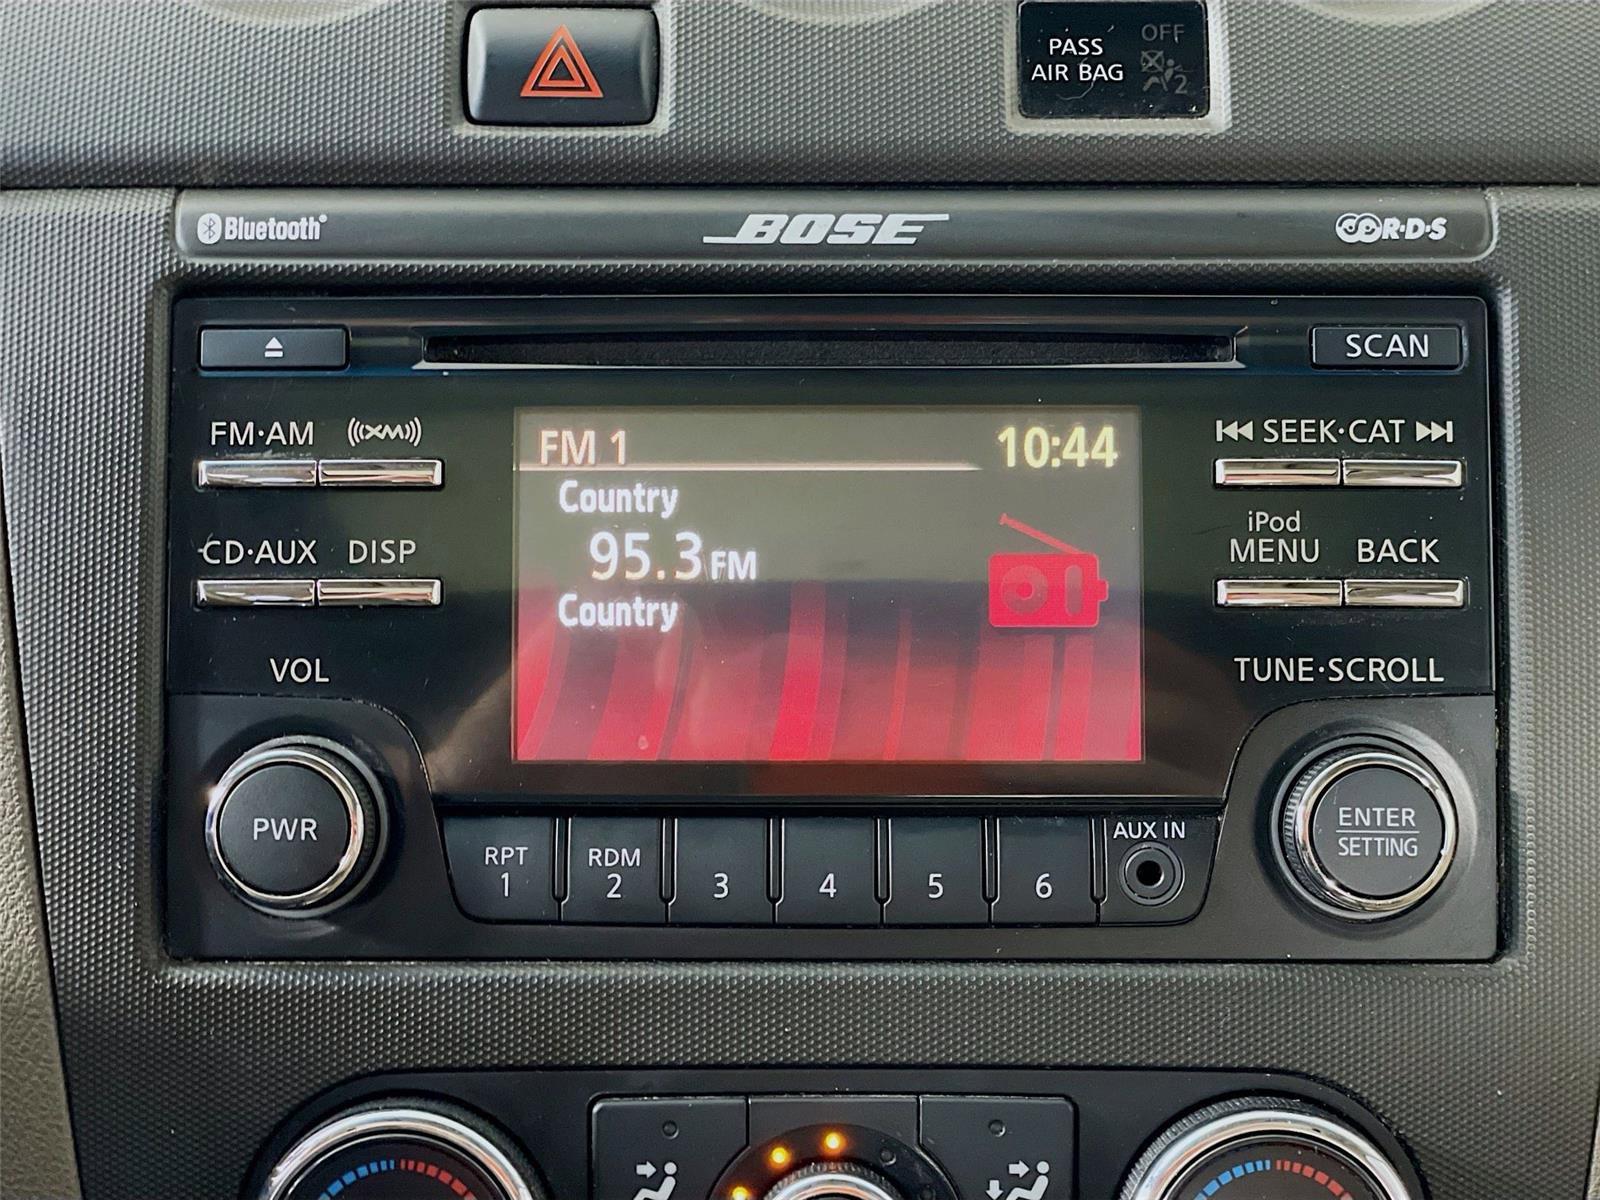 PASS
AIR BAG
OFF
2
Bluetooth®
BOSE
R·D·S
SCAN
FM·AM
((XM))
SEEK·CAT
FM 1
10:44
Country
95.3 FM
Country
CD·AUX
DISP
iPod
MENU
BACK
VOL
TUNE·SCROLL
PWR
ENTER
SETTING
RPT
1
RDM
2
3
4
5
6
AUX IN